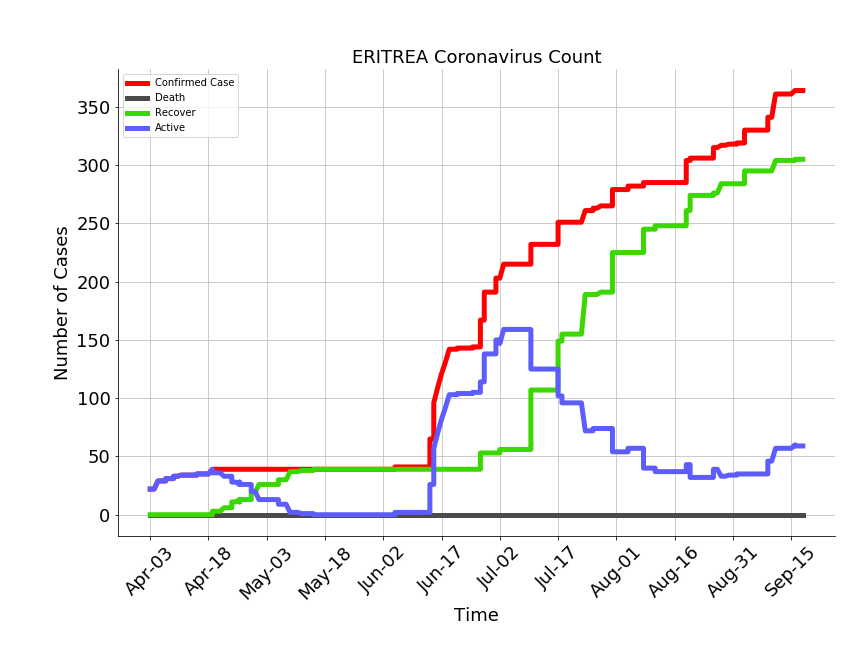 ERITREA Coronavirus Count
Confirmed Case
Death
Recover
Active
Number of Cases
350
300
250
200
150
100
50
0
Apr-03
Apr-18
May-03
May-18
Jun-02
Jun-17
Jul-02
Jul-17
Aug-01
Aug-16
Aug-31
Sep-15
Time